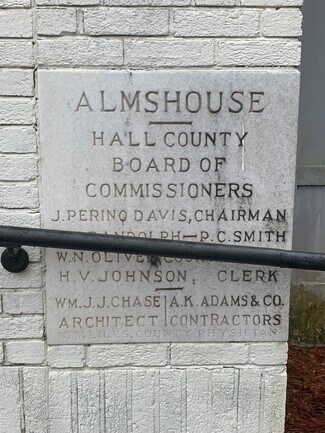 ALMSHOUSE
HALL COUNTY
BOARD OF
COMMISSIONERS
J. PERINO DAVIS, CHAIRMAN
RANDOLPH — P. C. SMITH
W. N. OLIVER
H. V. JOHNSON, CLERK
WM. J. J. CHASE A. K. ADAMS & CO.
ARCHITECT CONTRACTORS
COUNTY PHYSICIAN